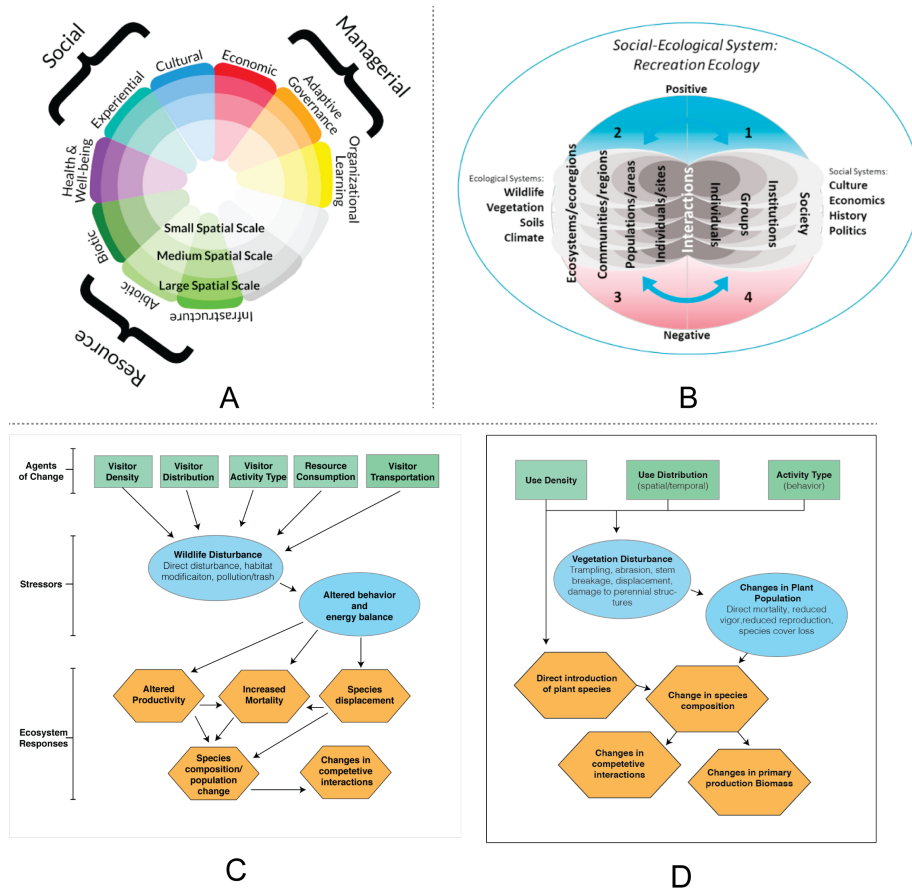 Social
Managerial
Cultural
Economic
Experiential
Adaptive
Governance
Health &
Well-being
Organizational
Learning
Biotic
Small Spatial Scale
Medium Spatial Scale
Large Spatial Scale
Abiotic
Infrastructure
Resource
A
Social-Ecological System:
Recreation Ecology
Positive
2
1
Ecological Systems:
Wildlife
Vegetation
Soils
Climate
Ecosystems/ecoregions
Communities/regions
Populations/areas
Individuals/sites
Interactions
Individuals
Groups
Institutions
Society
Social Systems:
Culture
Economics
History
Politics
3
4
Negative
B
Agents
of Change
Visitor
Density
Visitor
Distribution
Visitor
Activity Type
Resource
Consumption
Visitor
Transportation
Stressors
Wildlife Disturbance
Direct disturbance, habitat
modificaiton, pollution/trash
Altered behavior
and
energy balance
Ecosystem
Responses
Altered
Productivity
Increased
Mortality
Species
displacement
Species
composition/
population
change
Changes in
competetive
interactions
C
Use Density
Use Distribution
(spatial/temporal)
Activity Type
(behavior)
Vegetation Disturbance
Trampling, abrasion, stem
breakage, displacement,
damage to perennial struc-
tures
Changes in Plant
Population
Direct mortality, reduced
vigor,reduced reproduction,
species cover loss
Direct introduction
of plant species
Change in species
composition
Changes in
competetive
interactions
Changes in primary
production Biomass
D